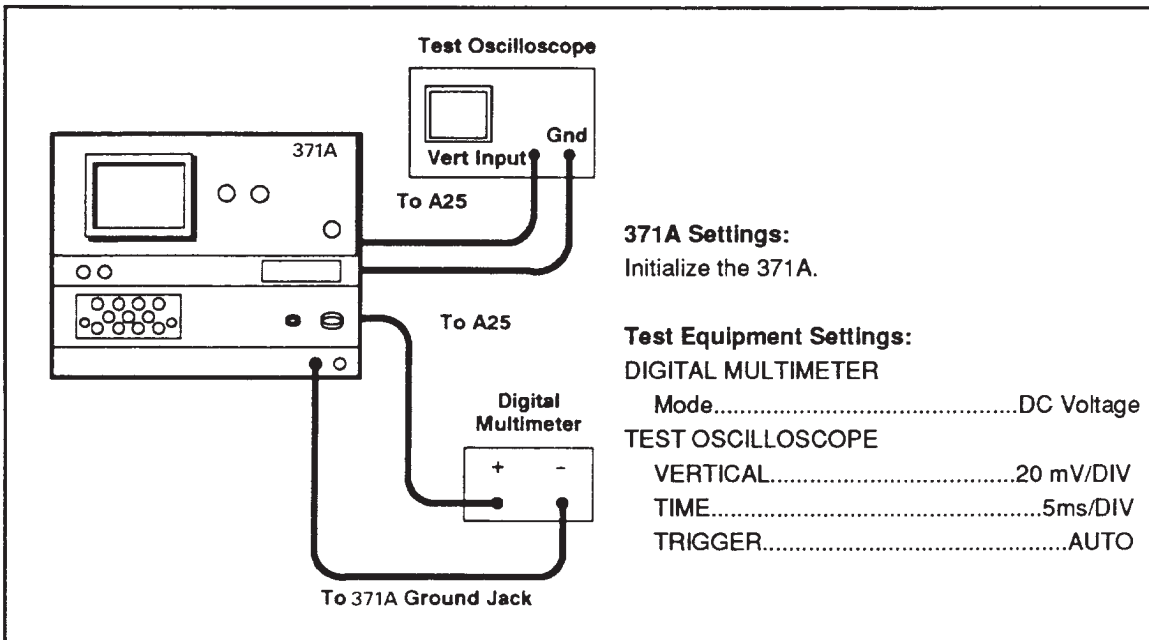 Test Oscilloscope
371A
Gnd
Vert Input
To A25
To A25
Digital
Multimeter
+ -
To 371A Ground Jack
371A Settings:
Initialize the 371A.
Test Equipment Settings:
DIGITAL MULTIMETER
Mode..............................................DC Voltage
TEST OSCILLOSCOPE
VERTICAL.....................................20 mV/DIV
TIME..................................................5ms/DIV
TRIGGER..............................................AUTO